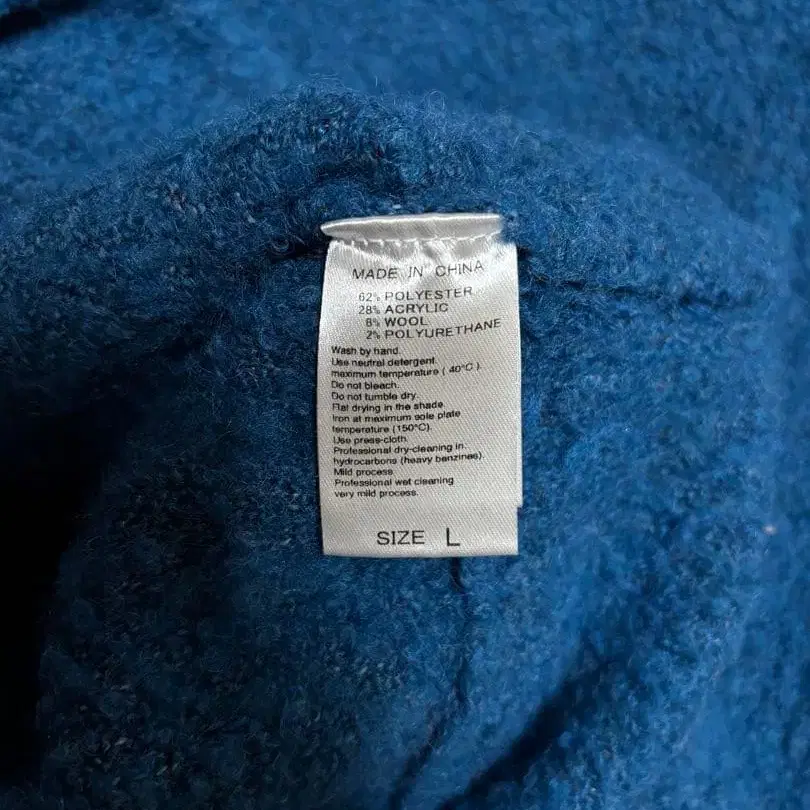 MADE IN CHINA
62% POLYESTER
28% ACRYLIC
8% WOOL
2% POLYURETHANE
Wash by hand.
Use neutral detergent.
maximum temperature ( 40°C ).
Do not bleach.
Do not tumble dry.
Flat drying in the shade.
Iron at maximum sole plate
temperature (150°C).
Use press-cloth.
Professional dry-cleaning in:
hydrocarbons (heavy benzines).
Mild process.
Professional wet cleaning
very mild process.
SIZE L